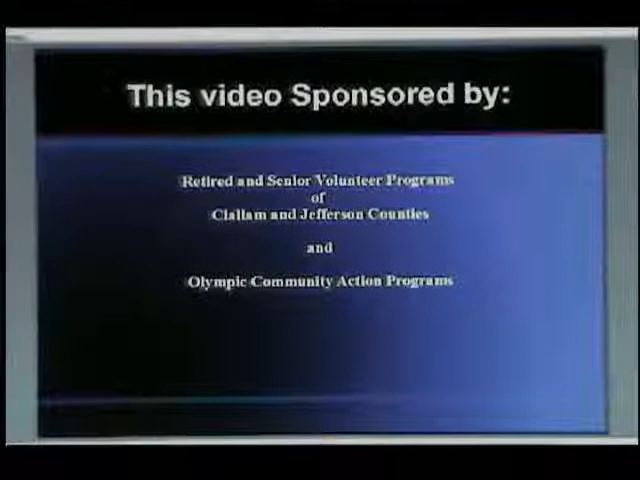 This video Sponsored by:
Retired and Senior Volunteer Programs
of
Clallam and Jefferson Counties
and
Olympic Community Action Programs